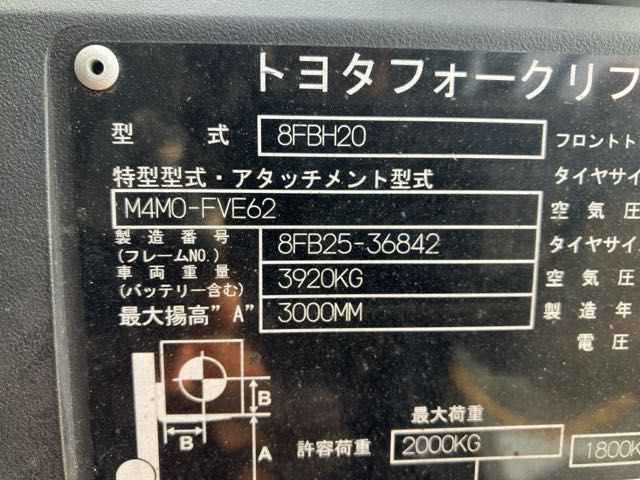 トヨタフォークリフ
型 式 8FBH20 フロントト
特型型式・アタッチメント型式 タイヤサイ
M4MO-FVE62 空気圧
製造番号 (フレームNO.) 8FB25-36842 タイヤサイ
車両重量 (バッテリー含む) 3920KG 空気圧
最大揚高"A" 3000MM 製造年
電圧
B
B
A
最大荷重
許容荷重 2000KG 1800K